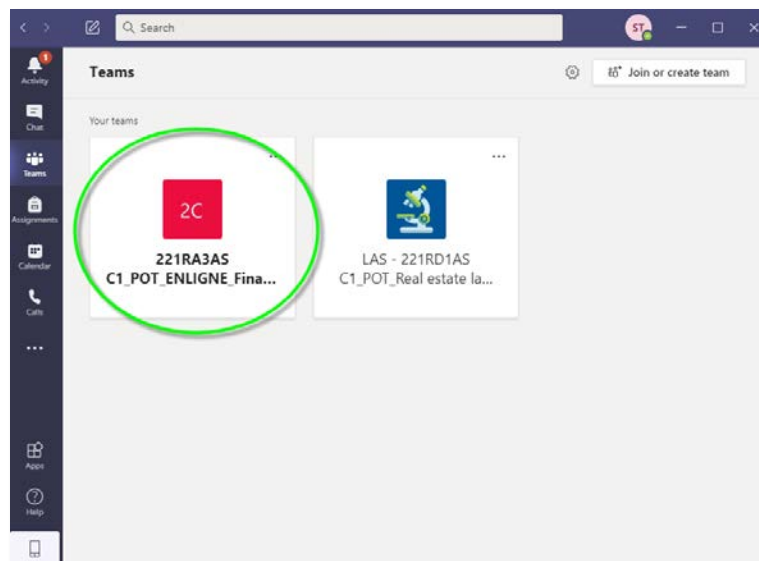 Search
ST
1
Activity
Chat
Teams
Assignments
Calendar
Calls
Apps
Help
Teams
Join or create team
Your teams
2C
221RA3AS
C1_POT_ENLIGNE_Fina...
LAS - 221RD1AS
C1_POT_Real estate la...